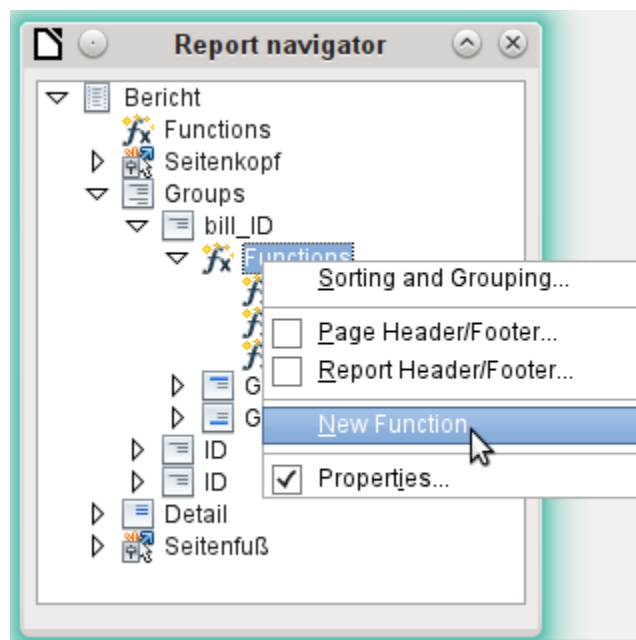 Report navigator
Bericht
Functions
Seitenkopf
Groups
bill_ID
Functions
Sorting and Grouping...
Page Header/Footer...
Report Header/Footer...
G
G
New Function
ID
ID
Properties...
Detail
Seitenfuß